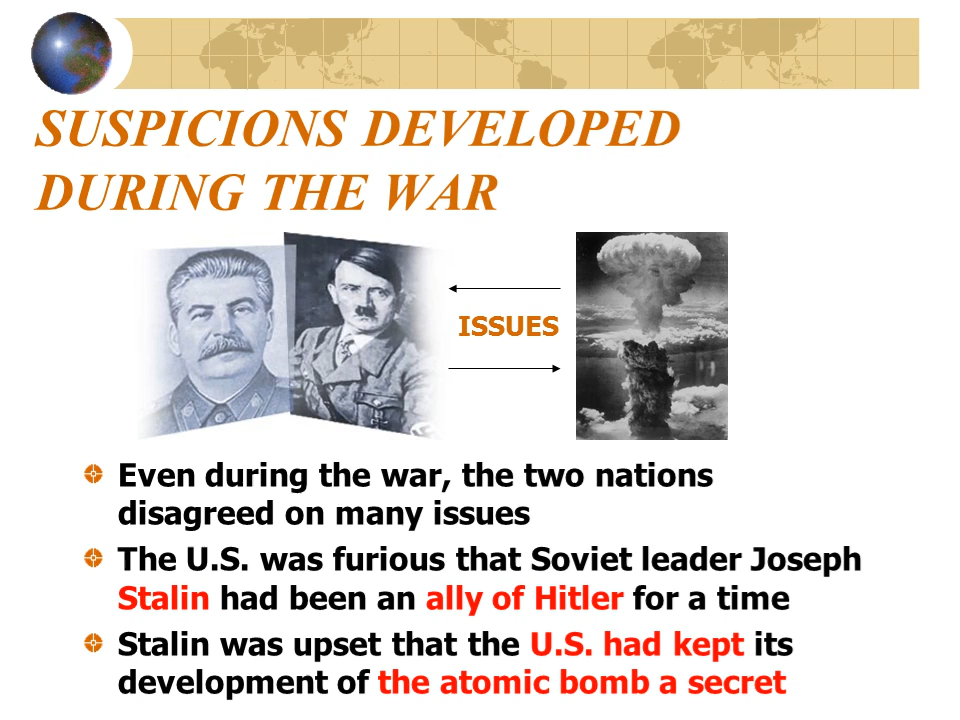 SUSPICIONS DEVELOPED
DURING THE WAR
ISSUES
Even during the war, the two nations
disagreed on many issues
The U.S. was furious that Soviet leader Joseph
Stalin had been an ally of Hitler for a time
Stalin was upset that the U.S. had kept its
development of the atomic bomb a secret